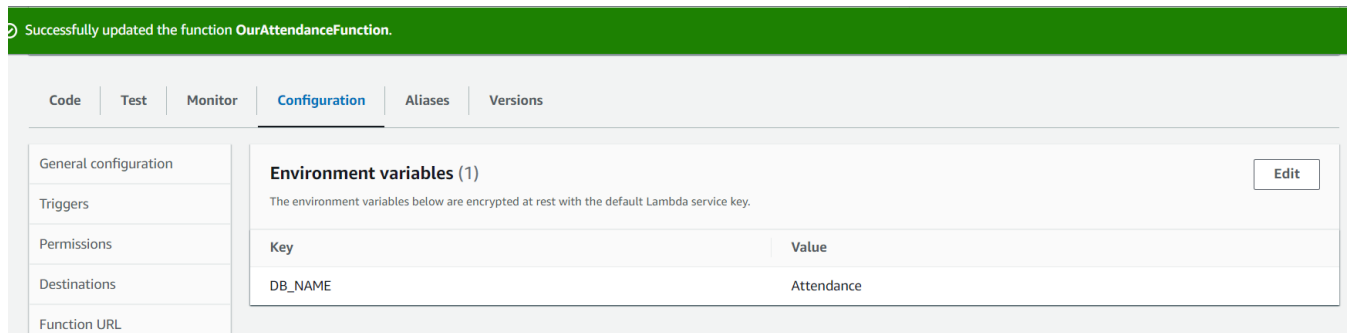 Successfully updated the function OurAttendanceFunction.
Code Test Monitor Configuration Aliases Versions
General configuration
Triggers
Permissions
Destinations
Function URL
Environment variables (1)
Edit
The environment variables below are encrypted at rest with the default Lambda service key.
Key Value
DB_NAME Attendance